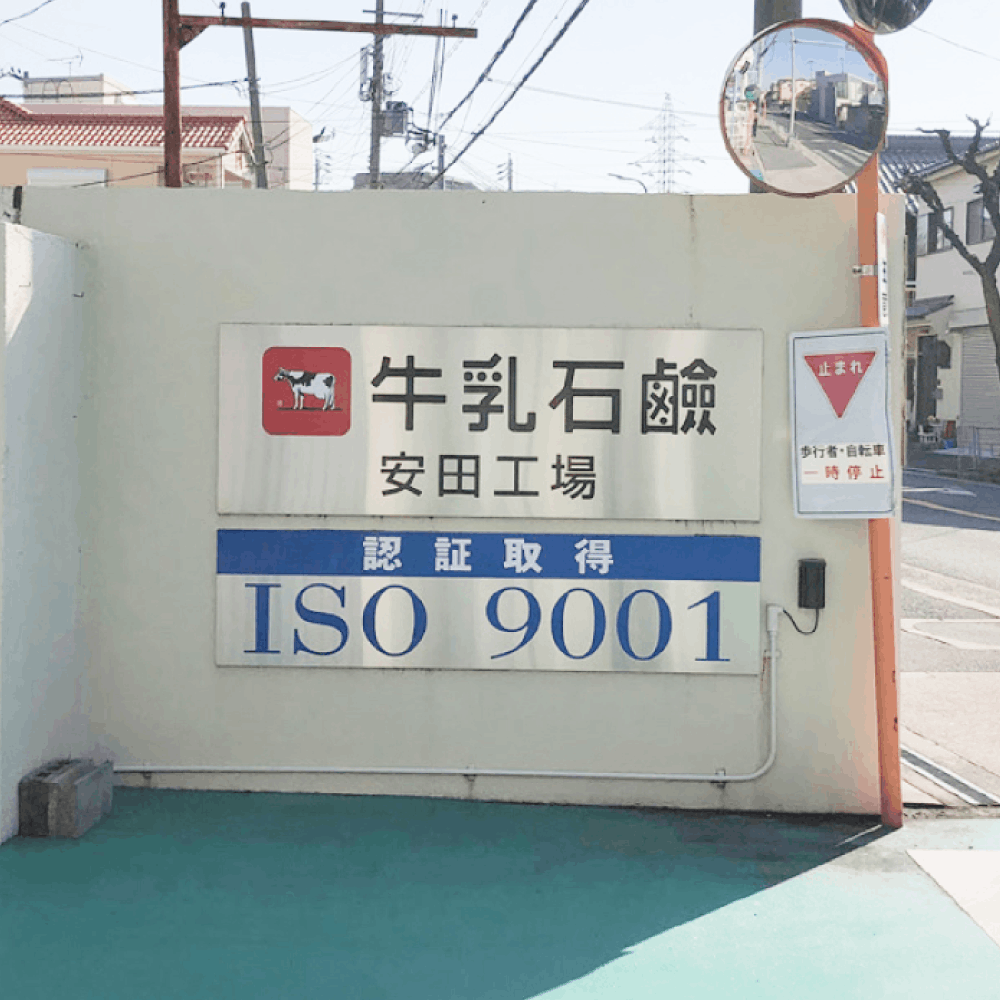 牛乳石鹼
安田工場
認証取得
ISO 9001
止まれ
歩行者・自転車
一時停止